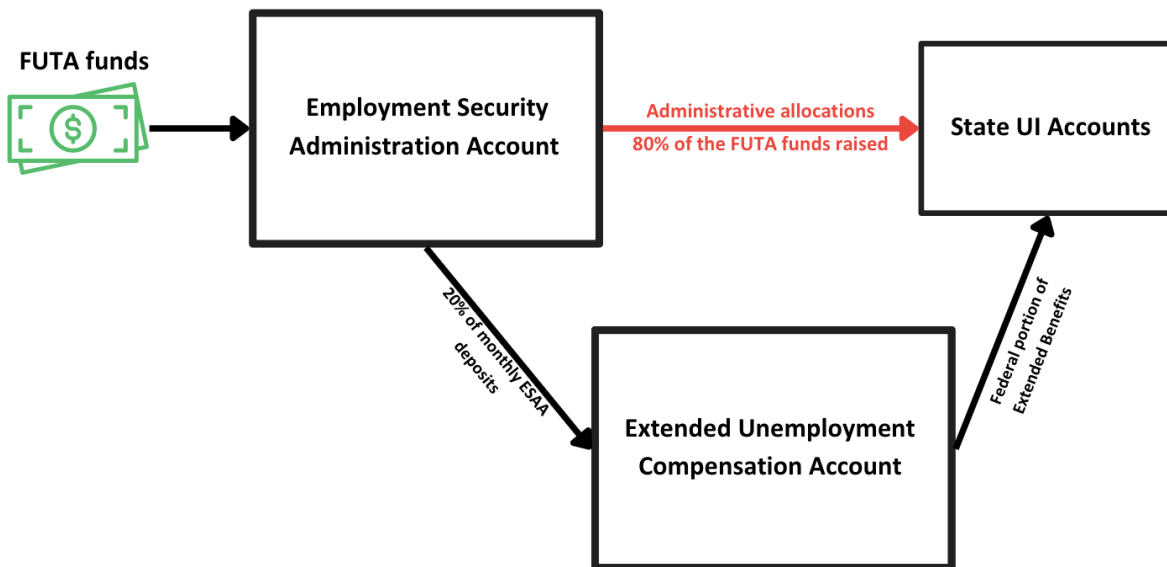 FUTA funds
$
Employment Security
Administration Account
Administrative allocations
80% of the FUTA funds raised
State UI Accounts
20% of monthly ESAA
deposits
Extended Unemployment
Compensation Account
Federal portion of
Extended Benefits